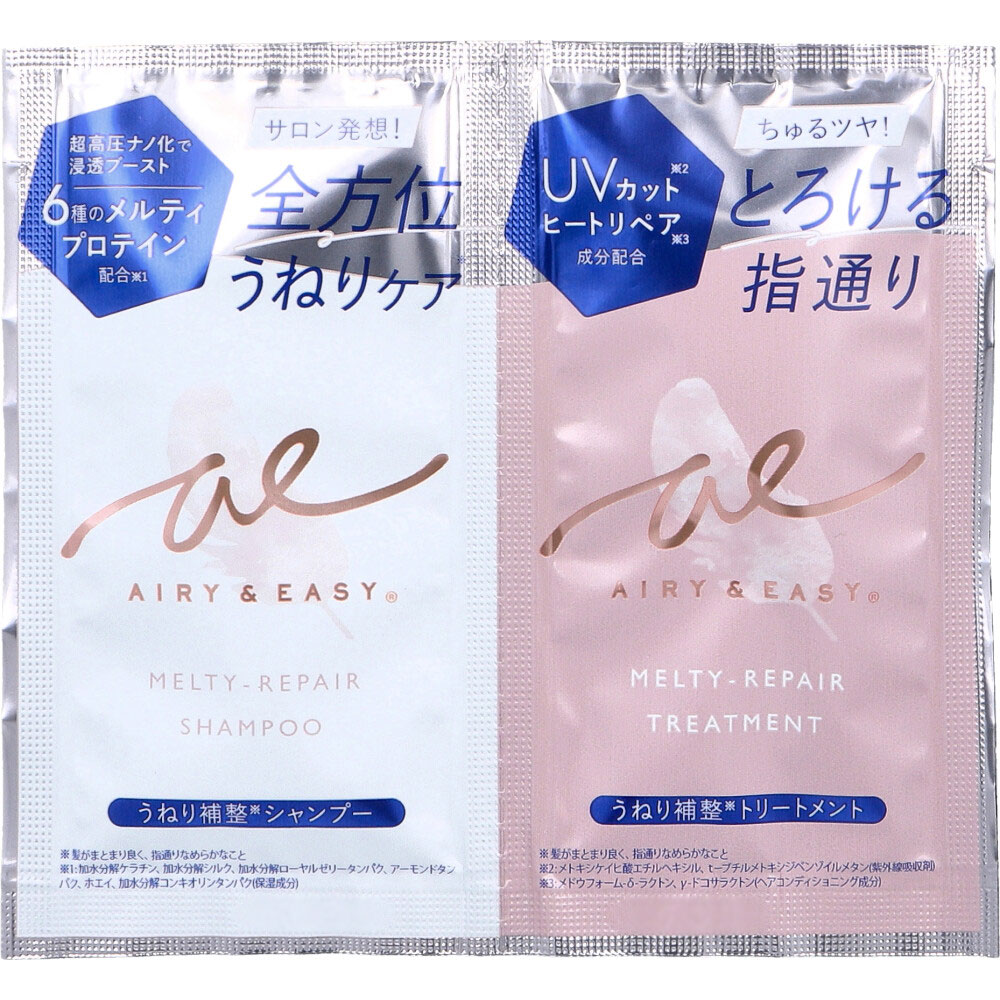 超高圧ナノ化で
浸透ブースト
6種のメルティ
プロテイン
配合※1
サロン発想!
全方位
うねりケア※
ae
AIRY & EASY®
MELTY-REPAIR
SHAMPOO
うねり補整※シャンプー
※髪がまとまり良く、指通りなめらかなこと
※1:加水分解ケラチン、加水分解シルク、加水分解ローヤルゼリータンパク、アーモンドタン
パク、ホエイ、加水分解コンキオリンタンパク(保湿成分)
UVカット※2
ヒートリペア※3
成分配合
ちゅるツヤ!
とろける
指通り
ae
AIRY & EASY®
MELTY-REPAIR
TREATMENT
うねり補整※トリートメント
※髪がまとまり良く、指通りなめらかなこと
※2:メトキシケイヒ酸エチルヘキシル、t-ブチルメトキシジベンゾイルメタン(紫外線吸収剤)
※3:メドウフォーム-δ-ラクトン、γ-ドコサラクトン(ヘアコンディショニング成分)